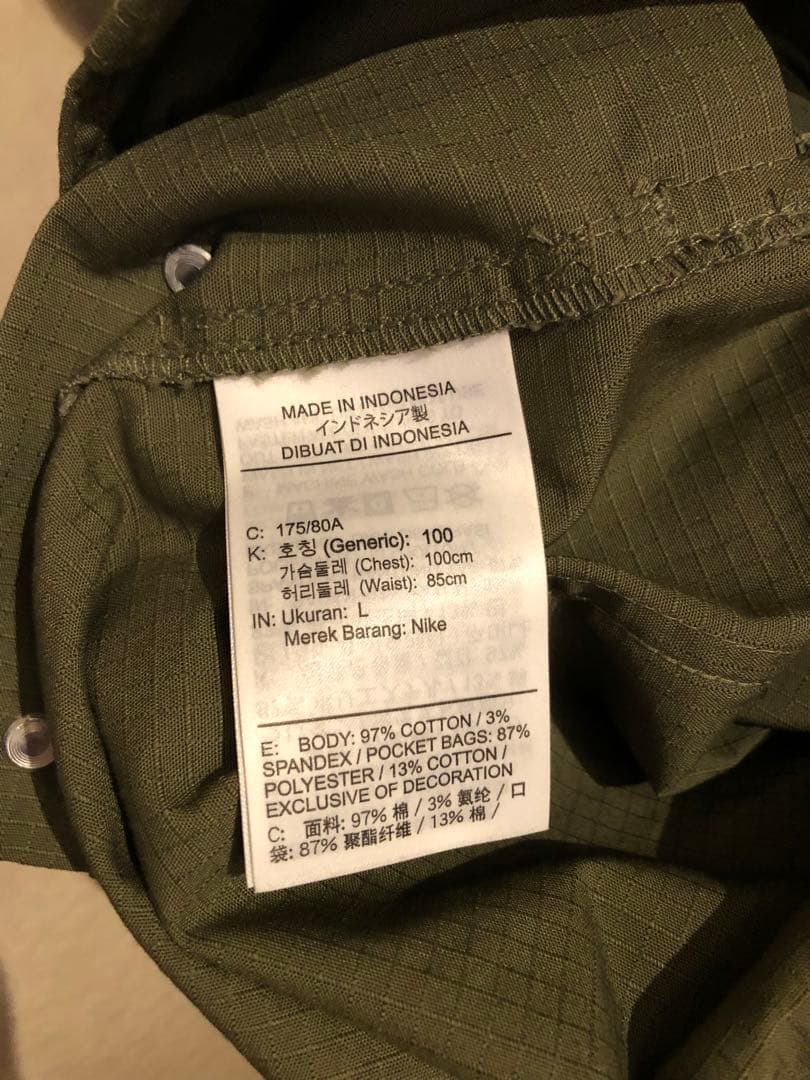 MADE IN INDONESIA
インドネシア製
DIBUAT DI INDONESIA
C: 175/80A
K: 호칭 (Generic): 100
가슴둘레 (Chest): 100cm
허리둘레 (Waist): 85cm
IN: Ukuran: L
Merek Barang: Nike
E: BODY: 97% COTTON / 3%
SPANDEX / POCKET BAGS: 87%
POLYESTER / 13% COTTON /
EXCLUSIVE OF DECORATION
C: 面料: 97% 棉 / 3% 氨纶 / 口
袋: 87% 聚酯纤维 / 13% 棉 /